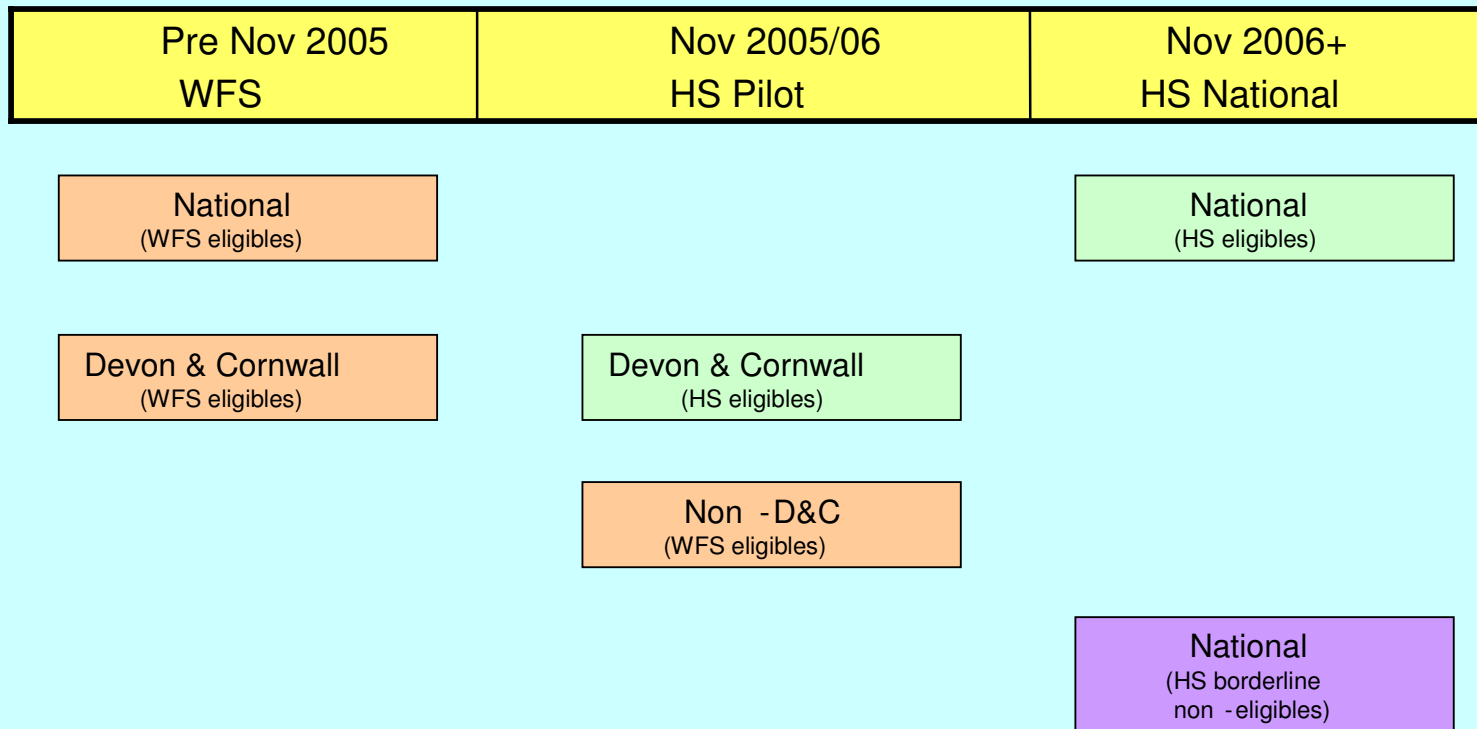 Pre Nov 2005
WFS
Nov 2005/06
HS Pilot
Nov 2006+
HS National
National
(WFS eligibles)
National
(HS eligibles)
Devon & Cornwall
(WFS eligibles)
Devon & Cornwall
(HS eligibles)
Non -D&C
(WFS eligibles)
National
(HS borderline
non -eligibles)